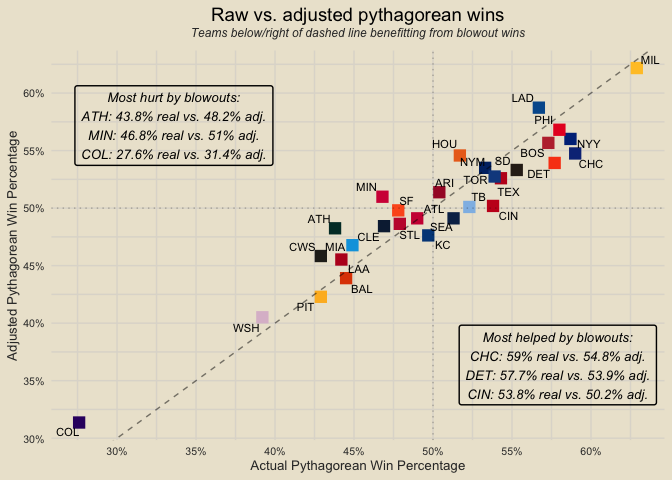 Raw vs. adjusted pythagorean wins
Teams below/right of dashed line benefitting from blowout wins
MIL
60%
Most hurt by blowouts:
ATH: 43.8% real vs. 48.2% adj.
MIN: 46.8% real vs. 51% adj.
COL: 27.6% real vs. 31.4% adj.
LAD
PHI
NYY
HOU
BOS
CHC
55%
NYM
SD
DET
TOR
ARI
MIN
TEX
TB
SF
50%
ATL
CIN
ATH
SEA
CLE
STL
KC
CWS
MIA
45%
LAA
BAL
PIT
WSH
40%
35%
30%
COL
Most helped by blowouts:
CHC: 59% real vs. 54.8% adj.
DET: 57.7% real vs. 53.9% adj.
CIN: 53.8% real vs. 50.2% adj.
30%
35%
40%
45%
50%
55%
60%
Actual Pythagorean Win Percentage
Adjusted Pythagorean Win Percentage